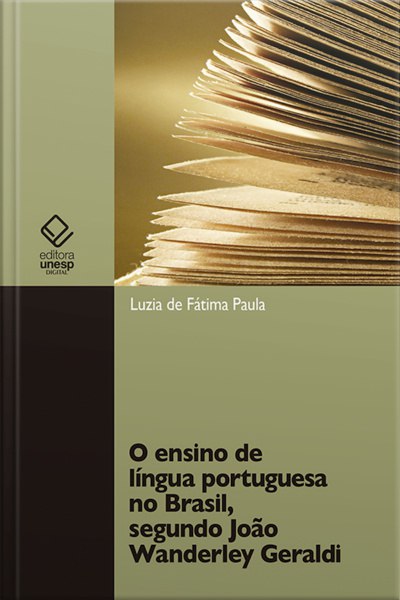 editora
unesp
DIGITAL
Luzia de Fátima Paula
O ensino de
língua portuguesa
no Brasil,
segundo João
Wanderley Geraldi